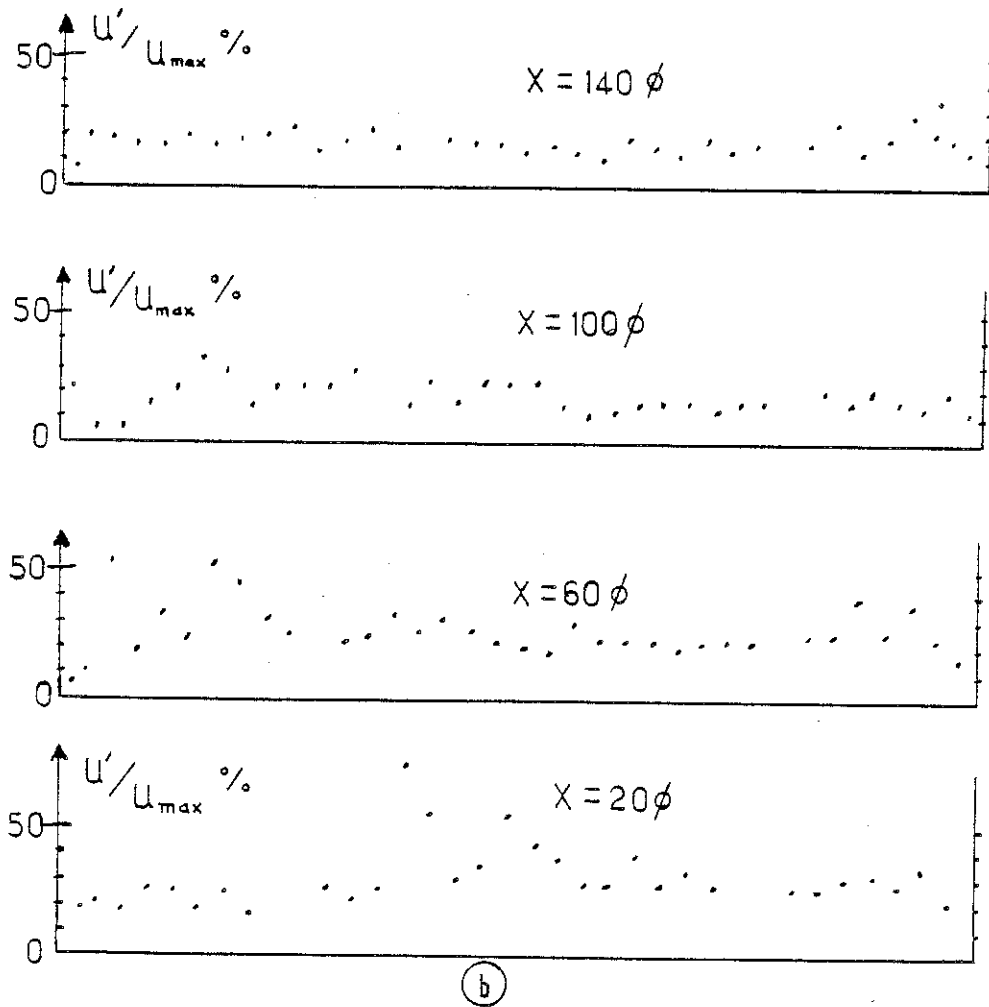 U'/Umax %
50
X = 140 ϕ
0
U'/Umax %
50
X = 100 ϕ
0
50
X = 60 ϕ
0
U'/Umax %
50
X = 20 ϕ
0
b